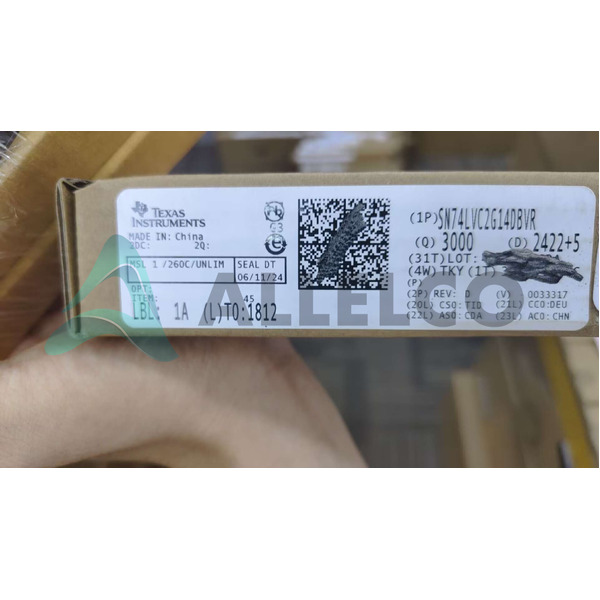 TEXAS
INSTRUMENTS
MADE IN: China
2DC: 2Q:
G3
e
MSL 1 /260C/UNLIM
SEAL DT
06/11/24
OPT:
ITEM: 45
LBL: 1A (L)TO:1812
(1P)SN74LVC2G14DBVR
(Q) 3000 (D) 2422+5
(31T)LOT:
(4W) TKY (1T)
(P)
(2P) REV: D (V) 0033317
(20L) CSO:TID (21L) CCO:DEU
(22L) ASO:CDA (23L) ACO:CHN
ALLELCO